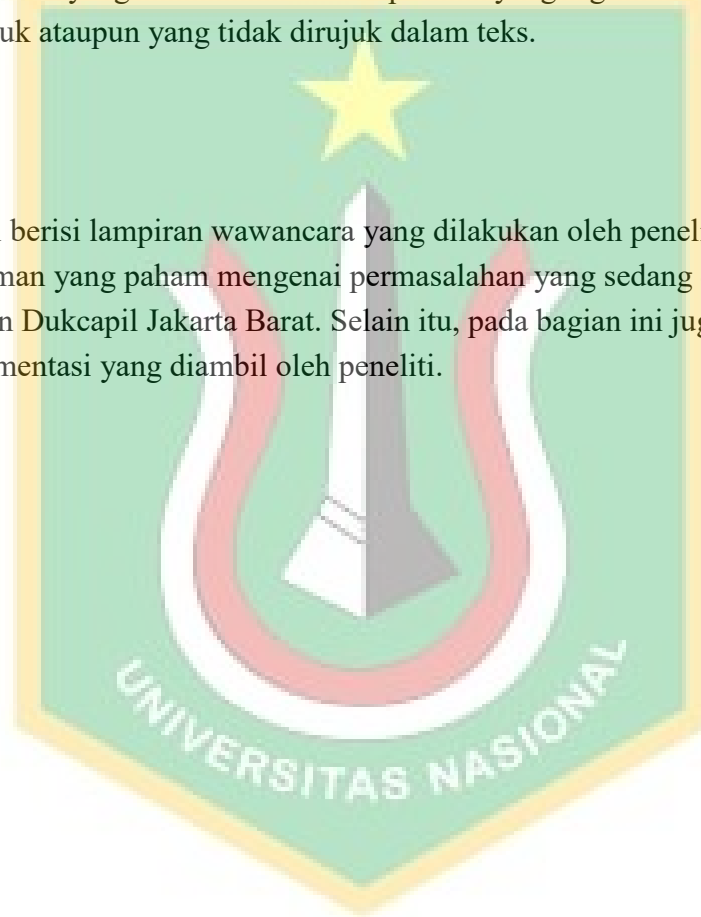 uk ataupun yang tidak dirujuk dalam teks.
berisi lampiran wawancara yang dilakukan oleh penel
man yang paham mengenai permasalahan yang sedang
n Dukcapil Jakarta Barat. Selain itu, pada bagian ini jug
mentasi yang diambil oleh peneliti.
UNIVERSITAS NASIONAL